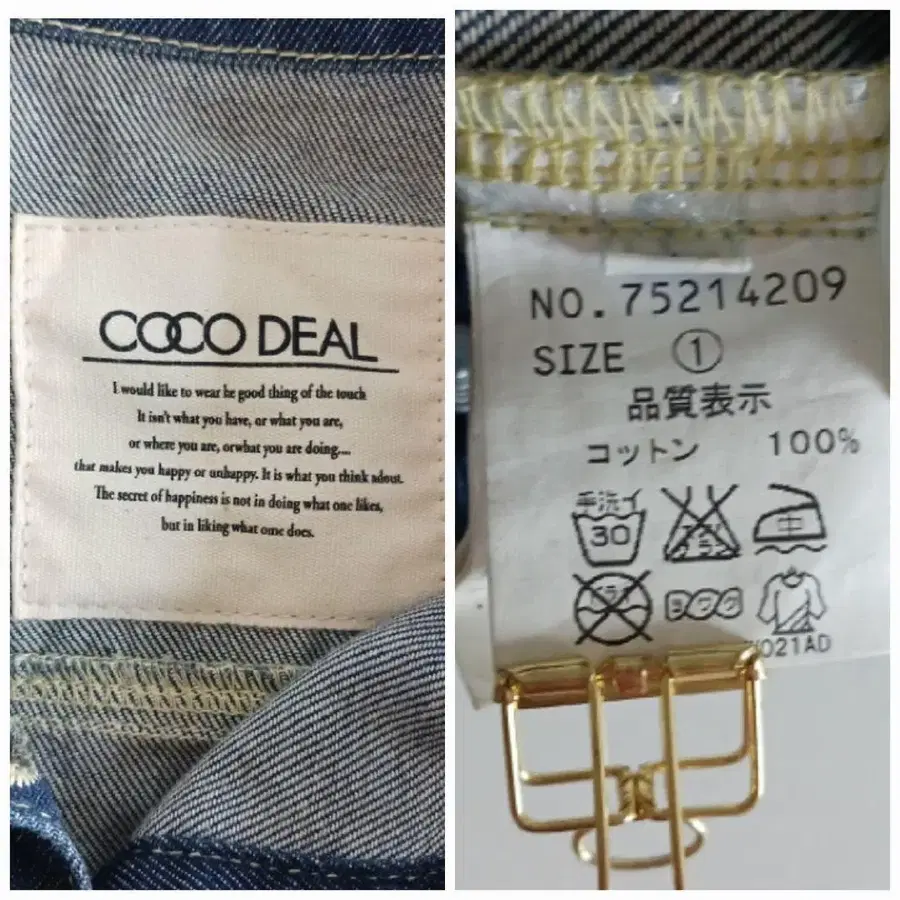 COCO DEAL
I would like to wear he good thing of the touch
It isn't what you have, or what you are,
or where you are, orwhat you are doing....
that makes you happy or unhappy. It is what you think adout.
The secret of happiness is not in doing what one likes,
but in liking what ome does.
NO.75214209
SIZE ①
品質表示
コットン 100%
手洗イ
30
中
ヨワク
021AD